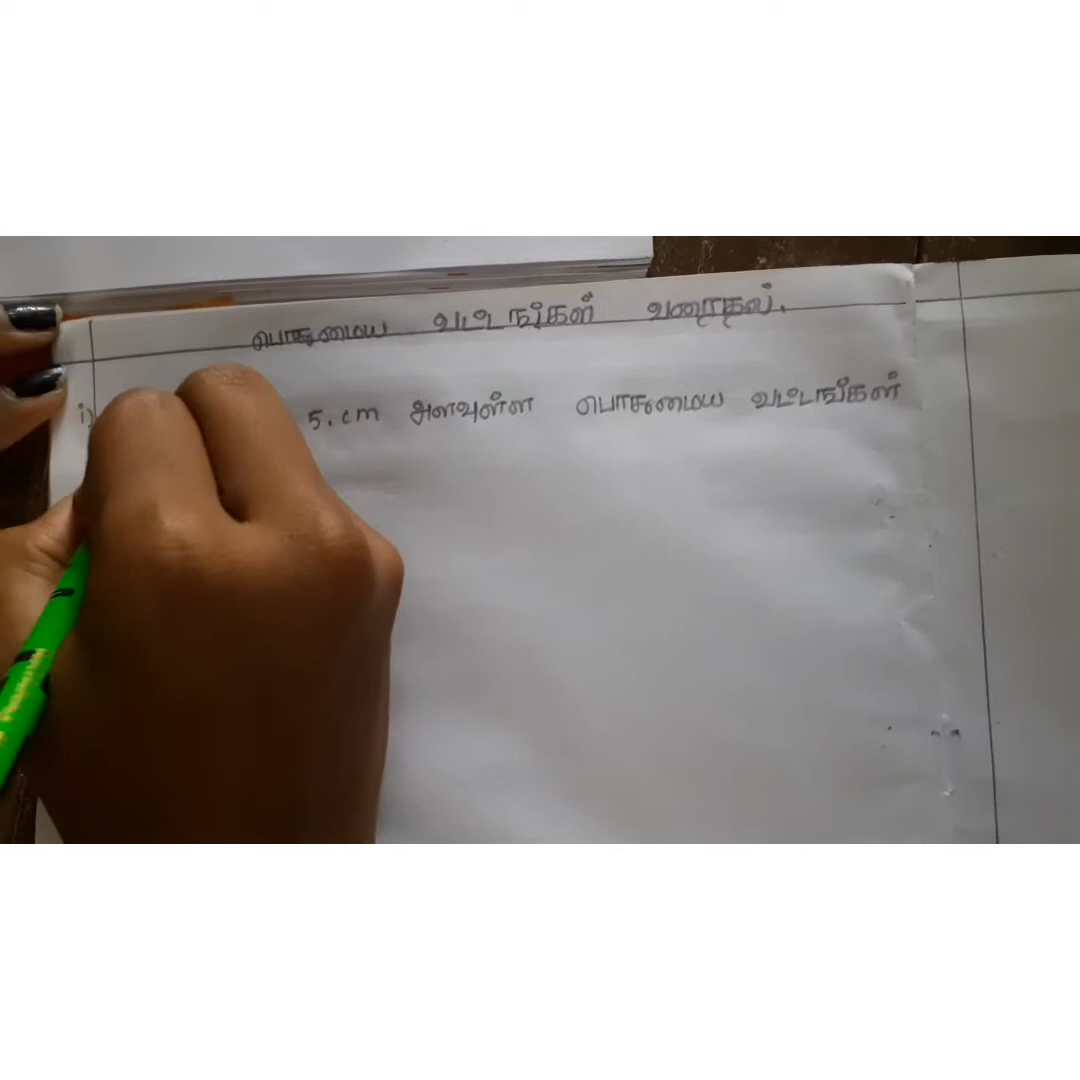 பொதுமைய வட்டங்கள் வரைதல்.
i) 5.cm அளவுள்ள பொதுமைய வட்டங்கள்